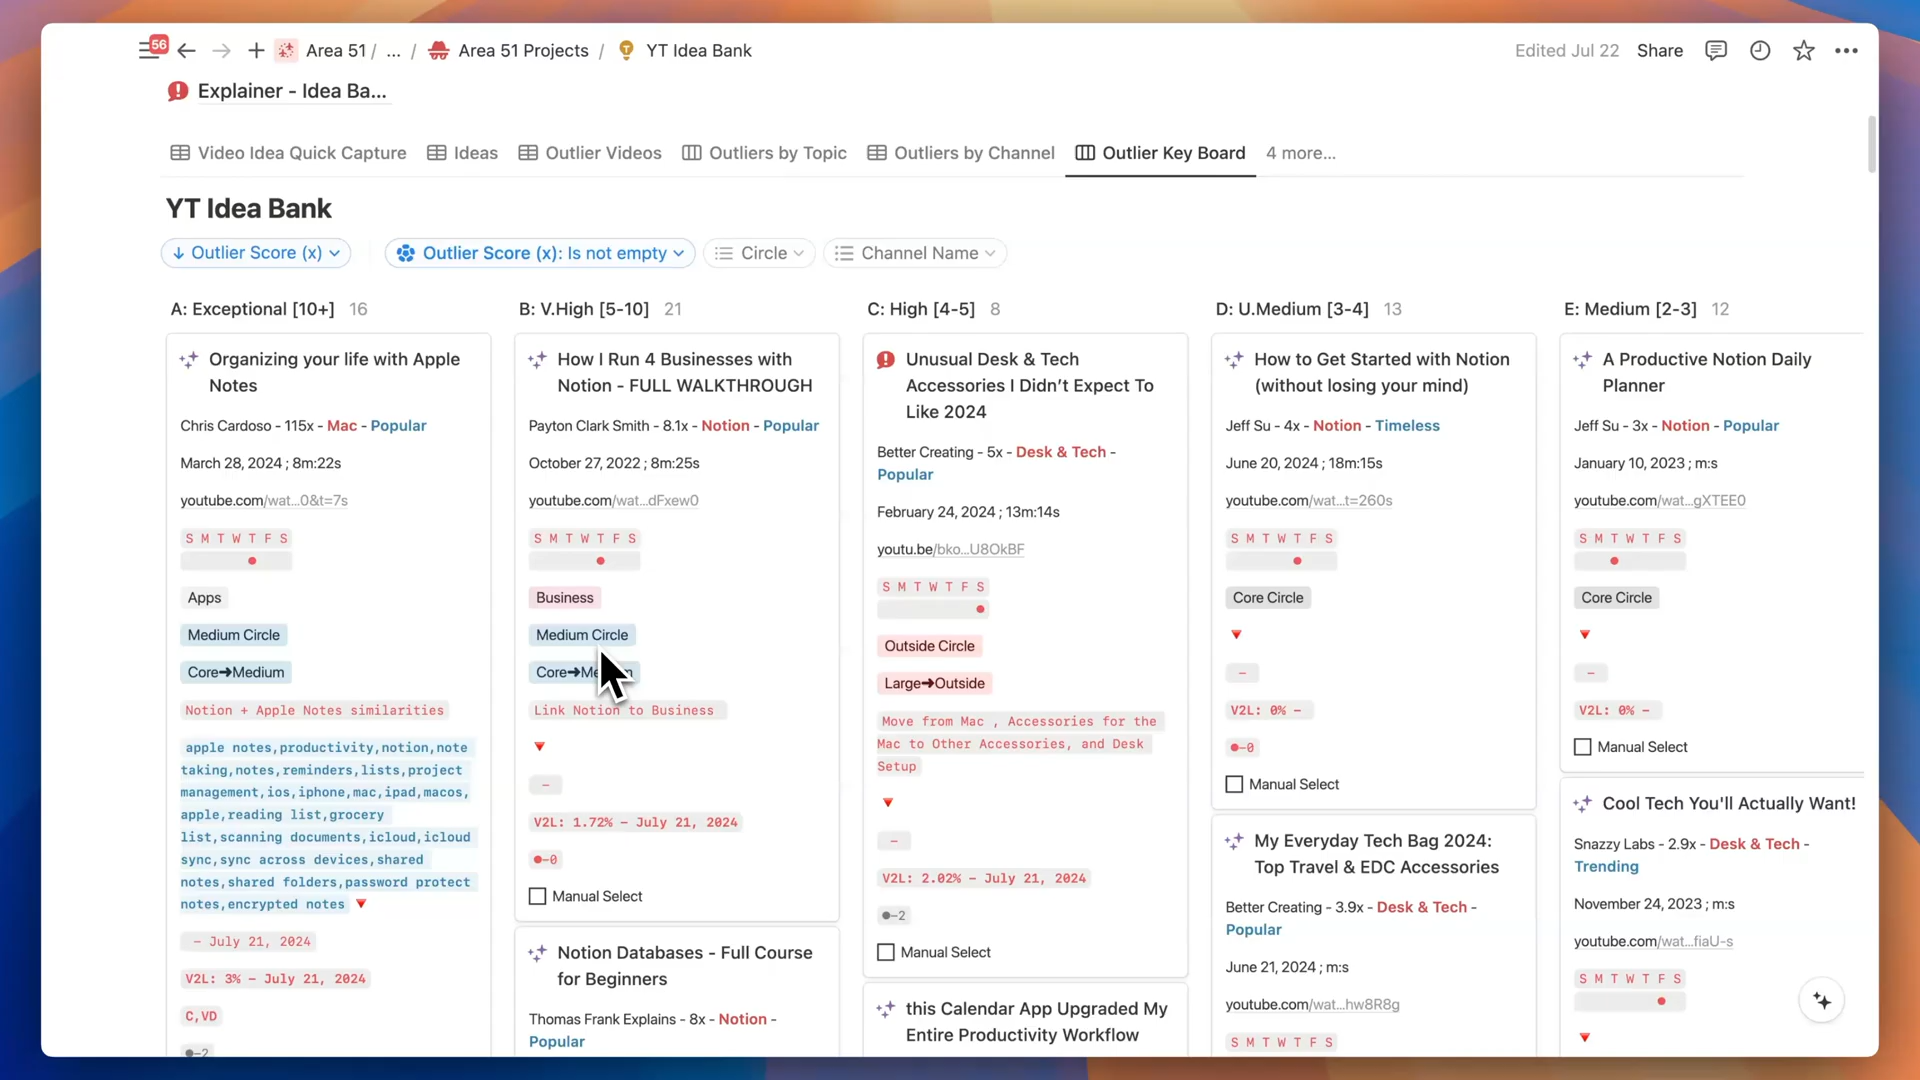 56
Area 51 / ... / Area 51 Projects / YT Idea Bank
Edited Jul 22 Share
Explainer - Idea Ba...
Video Idea Quick Capture Ideas Outlier Videos Outliers by Topic Outliers by Channel Outlier Key Board 4 more...
YT Idea Bank
Outlier Score (x) Outlier Score (x): Is not empty Circle Channel Name
A: Exceptional [10+] 16
Organizing your life with Apple
Notes
Chris Cardoso - 115x - Mac - Popular
March 28, 2024 ; 8m:22s
youtube.com/wat...0&t=7s
S M T W T F S
Apps
Medium Circle
Core➜Medium
Notion + Apple Notes similarities
apple notes,productivity,notion,note
taking,notes,reminders,lists,project
management,ios,iphone,mac,ipad,macos,
apple,reading list,grocery
list,scanning documents,icloud,icloud
sync,sync across devices,shared
notes,shared folders,password protect
notes,encrypted notes
– July 21, 2024
V2L: 3% – July 21, 2024
C,VD
●–2
B: V.High [5-10] 21
How I Run 4 Businesses with
Notion - FULL WALKTHROUGH
Payton Clark Smith - 8.1x - Notion - Popular
October 27, 2022 ; 8m:25s
youtube.com/wat...dFxew0
S M T W T F S
Business
Medium Circle
Core➜Me
Link Notion to Business
–
V2L: 1.72% – July 21, 2024
●–0
Manual Select
Notion Databases - Full Course
for Beginners
Thomas Frank Explains - 8x - Notion -
Popular
C: High [4-5] 8
Unusual Desk & Tech
Accessories I Didn’t Expect To
Like 2024
Better Creating - 5x - Desk & Tech -
Popular
February 24, 2024 ; 13m:14s
youtu.be/bko...U8OkBF
S M T W T F S
Outside Circle
Large➜Outside
Move from Mac , Accessories for the
Mac to Other Accessories, and Desk
Setup
–
V2L: 2.02% – July 21, 2024
●–2
Manual Select
this Calendar App Upgraded My
Entire Productivity Workflow
D: U.Medium [3-4] 13
How to Get Started with Notion
(without losing your mind)
Jeff Su - 4x - Notion - Timeless
June 20, 2024 ; 18m:15s
youtube.com/wat...t=260s
S M T W T F S
Core Circle
–
V2L: 0% –
●–0
Manual Select
My Everyday Tech Bag 2024:
Top Travel & EDC Accessories
Better Creating - 3.9x - Desk & Tech -
Popular
June 21, 2024 ; m:s
youtube.com/wat...hw8R8g
S M T W T F S
E: Medium [2-3] 12
A Productive Notion Daily
Planner
Jeff Su - 3x - Notion - Popular
January 10, 2023 ; m:s
youtube.com/wat...gXTEE0
S M T W T F S
Core Circle
–
V2L: 0% –
Manual Select
Cool Tech You'll Actually Want!
Snazzy Labs - 2.9x - Desk & Tech -
Trending
November 24, 2023 ; m:s
youtube.com/wat...fiaU-s
S M T W T F S